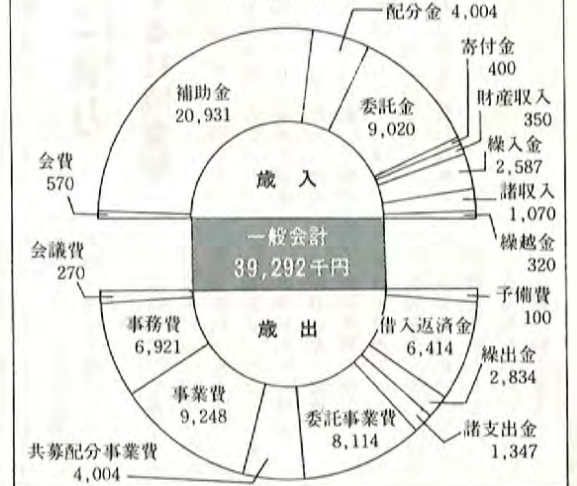 配分金 4,004
寄付金
400
財産収入
350
繰入金
2,587
諸収入
1,070
繰越金
320
委託金
9,020
補助金
20,931
会費
570
歳入
一般会計
39,292千円
歳出
会議費
270
事務費
6,921
事業費
9,248
共募配分事業費
4,004
委託事業費
8,114
諸支出金
1,347
繰出金
2,834
借入返済金
6,414
予備費
100